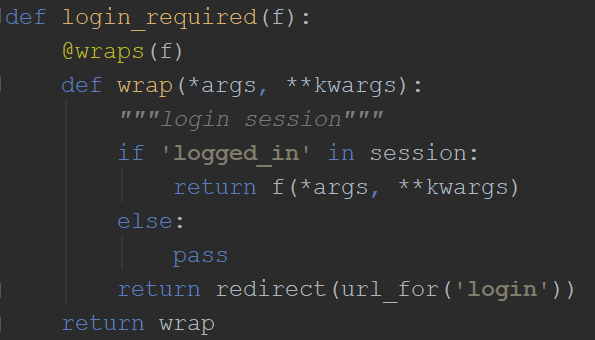 def login_required(f):
    @wraps(f)
    def wrap(*args, **kwargs):
        """login session"""
        if 'logged_in' in session:
            return f(*args, **kwargs)
        else:
            pass
        return redirect(url_for('login'))
    return wrap